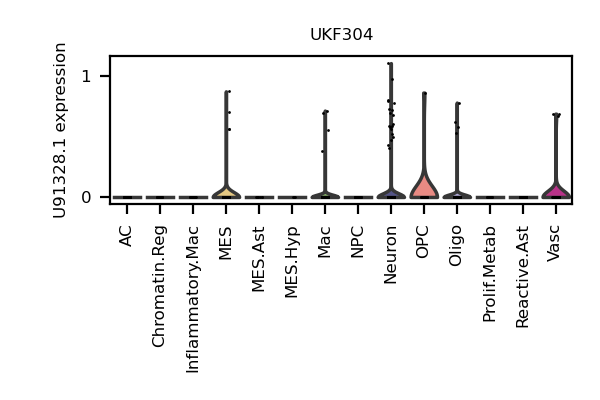 UKF304
U91328.1 expression
1
0
AC
Chromatin.Reg
Inflammatory.Mac
MES
MES.Ast
MES.Hyp
Mac
NPC
Neuron
OPC
Oligo
Prolif.Metab
Reactive.Ast
Vasc